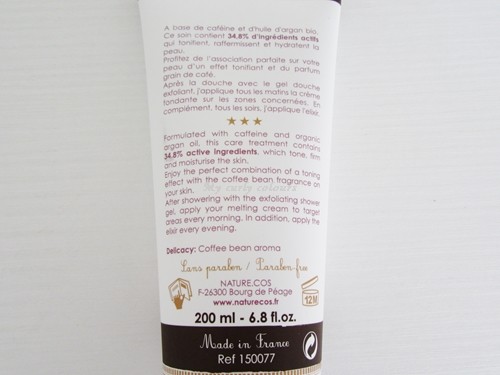 A base de caféine et d'huile d'argan bio,
Ce soin contient 34,8% d'ingrédients actifs
qui tonifient, raffermissent et hydratent la
peau.
Profitez de l'association parfaite sur votre
peau d'un effet tonifiant et du parfums
grain de café.
Après la douche avec le gel douche
exfoliant, j'applique tous les matins la crème
fondante sur les zones concernées. En
complément, tous les soirs, j'applique l'elixir.
Formulated with caffeine and organic
argan oil, this care treatment contains
34,8% active ingredients, which tone, firm
and moisturise the skin.
Enjoy the perfect combination of a toning
effect with the coffee bean fragrance on
your skin.
My curly colours
After showering with the exfoliating shower
gel, apply your melting cream to target
areas every morning. In addition, apply the
elixir every evening.
Delicacy: Coffee bean aroma
Sans paraben / Paraben-free
NATURE.COS
F-26300 Bourg de Péage
www.naturecos.fr
12M
200 ml - 6.8 fl.oz.
Made in France
Ref 150077